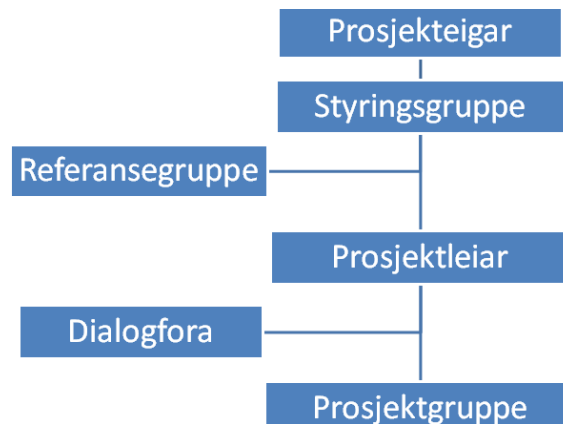 Prosjekteigar
Styringsgruppe
Referansegruppe
Prosjektleiar
Dialogfora
Prosjektgruppe